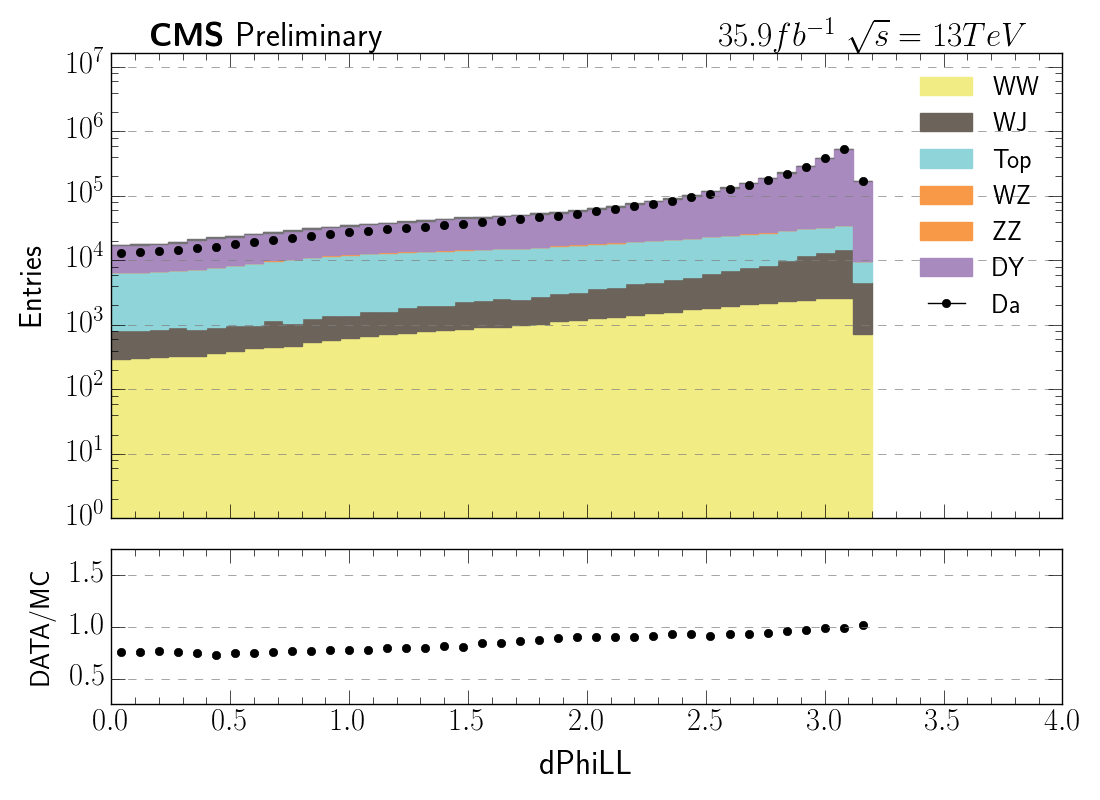 CMS Preliminary 35.9fb⁻¹ √s = 13TeV
Entries
10⁷
10⁶
10⁵
10⁴
10³
10²
10¹
10⁰
WW
WJ
Top
WZ
ZZ
DY
Da
DATA/MC
1.5
1.0
0.5
0.0 0.5 1.0 1.5 2.0 2.5 3.0 3.5 4.0
dPhiLL